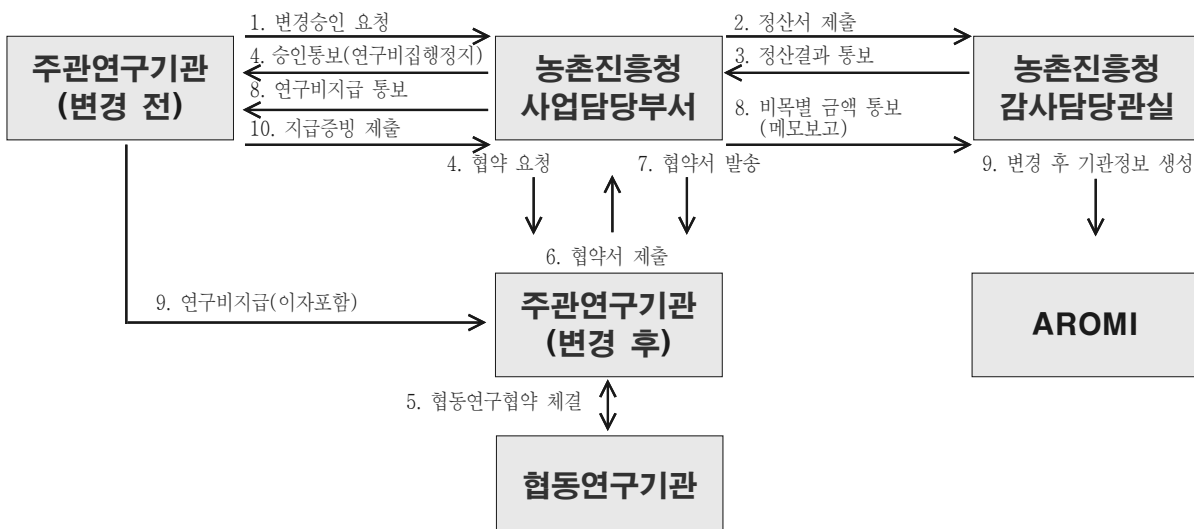 1. 변경승인 요청
2. 정산서 제출
주관연구기관
(변경 전)
4. 승인통보(연구비집행정지)
농촌진흥청
사업담당부서
3. 정산결과 통보
농촌진흥청
감사담당관실
8. 연구비지급 통보
8. 비목별 금액 통보
(메모보고)
10. 지급증빙 제출
4. 협약 요청
7. 협약서 발송
9. 변경 후 기관정보 생성
6. 협약서 제출
9. 연구비지급(이자포함)
주관연구기관
(변경 후)
AROMI
5. 협동연구협약 체결
협동연구기관